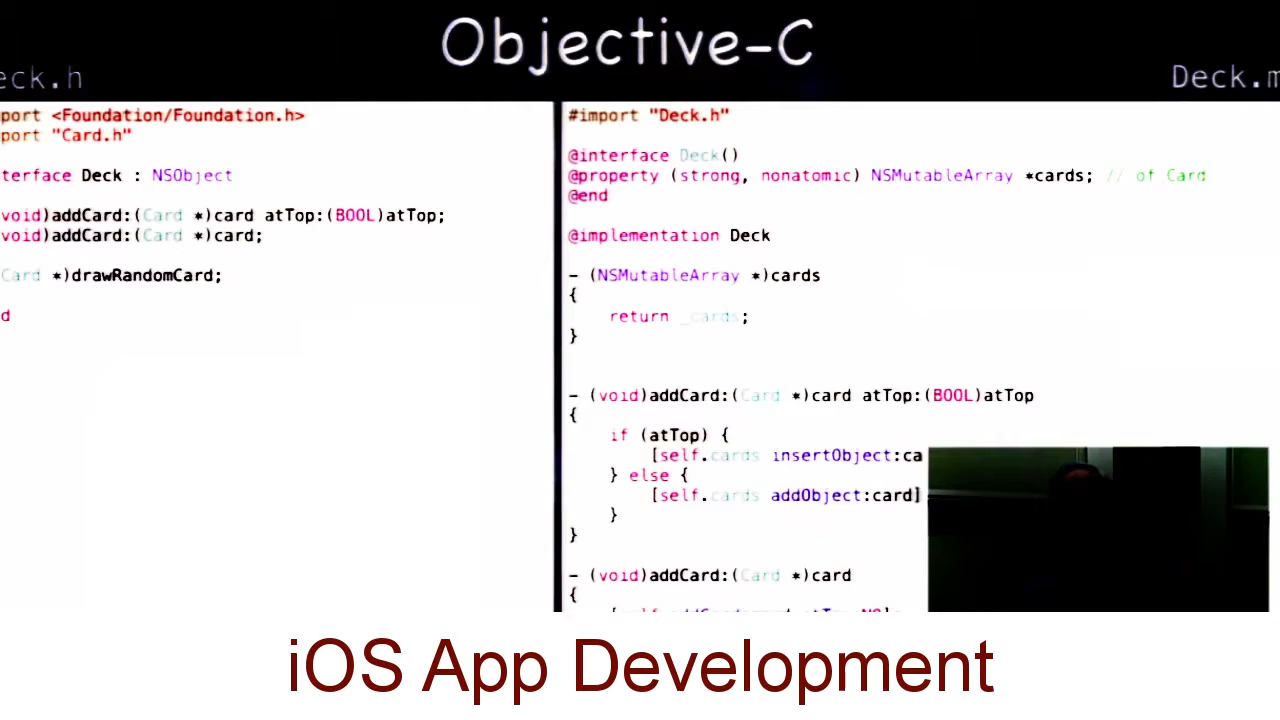 Objective-C
eck.h
Deck.m
port <Foundation/Foundation.h>
port "Card.h"
terface Deck : NSObject
void)addCard:(Card *)card atTop:(BOOL)atTop;
void)addCard:(Card *)card;
Card *)drawRandomCard;
d
#import "Deck.h"
@interface Deck()
@property (strong, nonatomic) NSMutableArray *cards; // of Card
@end
@implementation Deck
- (NSMutableArray *)cards
{
return _cards;
}
- (void)addCard:(Card *)card atTop:(BOOL)atTop
{
if (atTop) {
[self.cards insertObject:ca
} else {
[self.cards addObject:card]
}
}
- (void)addCard:(Card *)card
{
iOS App Development